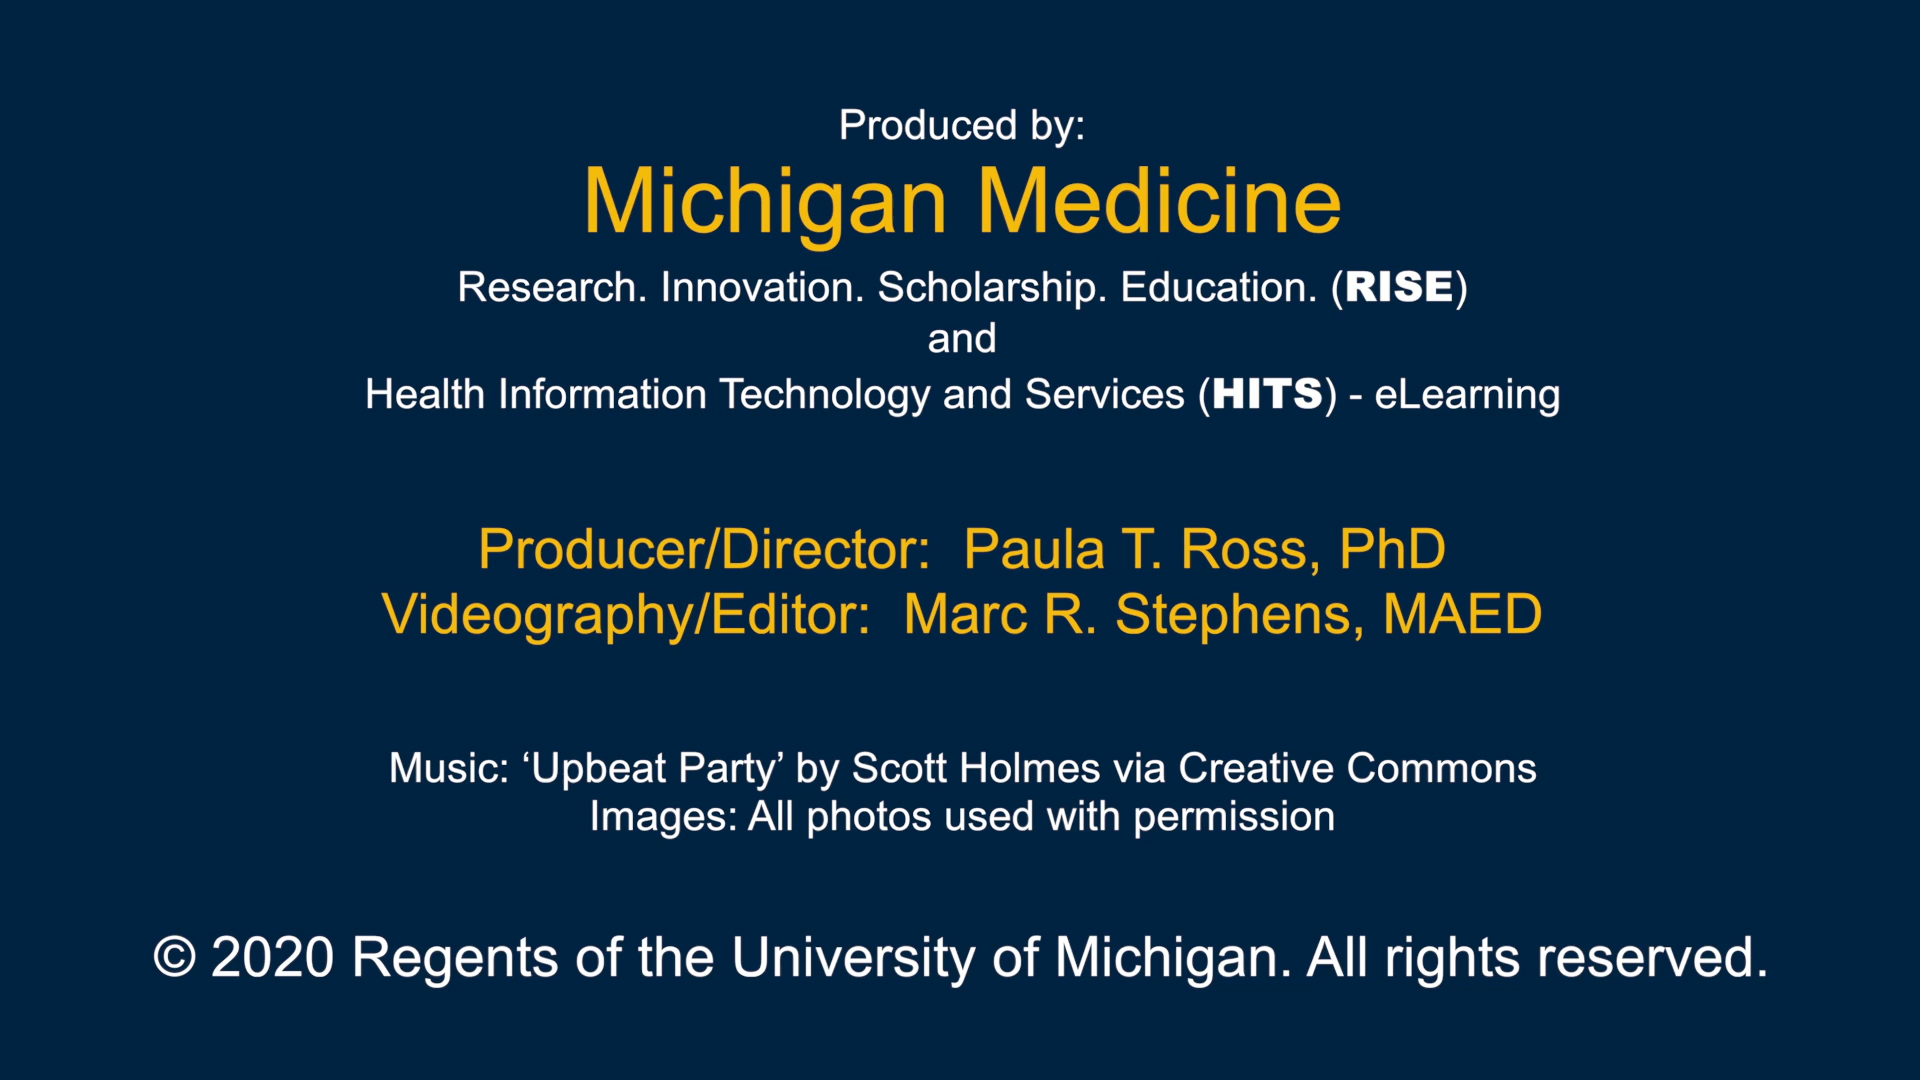 Produced by:
Michigan Medicine
Research. Innovation. Scholarship. Education. (RISE)
and
Health Information Technology and Services (HITS) - eLearning
Producer/Director:  Paula T. Ross, PhD
Videography/Editor:  Marc R. Stephens, MAED
Music: ‘Upbeat Party’ by Scott Holmes via Creative Commons
Images: All photos used with permission
© 2020 Regents of the University of Michigan. All rights reserved.